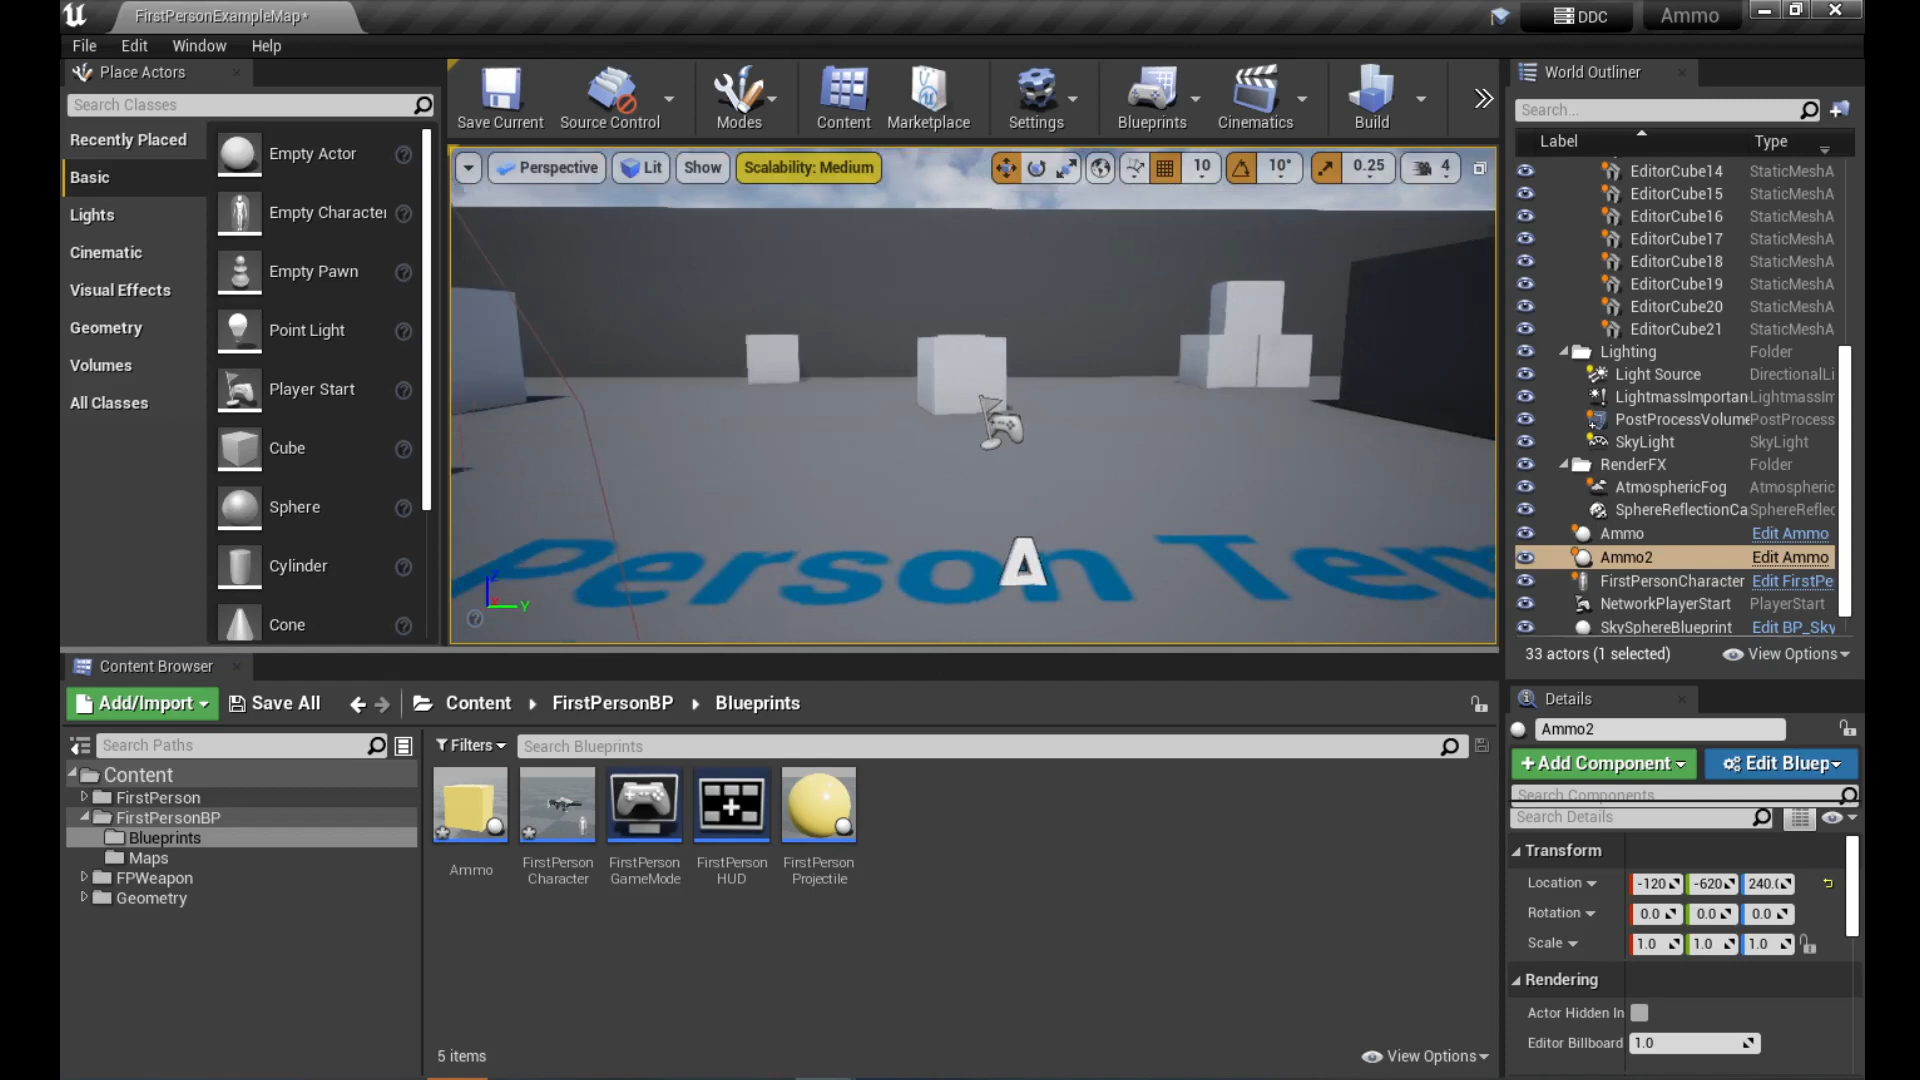 FirstPersonExampleMap*
DDC
Ammo
File Edit Window Help
Place Actors
Search Classes
Recently Placed
Basic
Lights
Cinematic
Visual Effects
Geometry
Volumes
All Classes
Empty Actor
Empty Character
Empty Pawn
Point Light
Player Start
Cube
Sphere
Cylinder
Cone
Save Current
Source Control
Modes
Content
Marketplace
Settings
Blueprints
Cinematics
Build
Perspective
Lit
Show
Scalability: Medium
10
10°
0.25
4
Person Tem
A
Z
Y
World Outliner
Search...
Label Type
EditorCube14 StaticMeshA
EditorCube15 StaticMeshA
EditorCube16 StaticMeshA
EditorCube17 StaticMeshA
EditorCube18 StaticMeshA
EditorCube19 StaticMeshA
EditorCube20 StaticMeshA
EditorCube21 StaticMeshA
Lighting Folder
Light Source DirectionalLi
LightmassImportan LightmassIm
PostProcessVolume PostProcess
SkyLight SkyLight
RenderFX Folder
AtmosphericFog Atmospheric
SphereReflectionCa SphereReflec
Ammo Edit Ammo
Ammo2 Edit Ammo
FirstPersonCharacter Edit FirstPe
NetworkPlayerStart PlayerStart
SkySphereBlueprint Edit BP_Sky
33 actors (1 selected)
View Options
Content Browser
Add/Import
Save All
Content
FirstPersonBP
Blueprints
Search Paths
Filters
Search Blueprints
Content
FirstPerson
FirstPersonBP
Blueprints
Maps
FPWeapon
Geometry
Ammo
FirstPerson
Character
FirstPerson
GameMode
FirstPerson
HUD
FirstPerson
Projectile
5 items
View Options
Details
Ammo2
+Add Component
Edit Bluep
Search Components
Search Details
Transform
Location -120 -620 240.(
Rotation 0.0 0.0 0.0
Scale 1.0 1.0 1.0
Rendering
Actor Hidden In
Editor Billboard 1.0